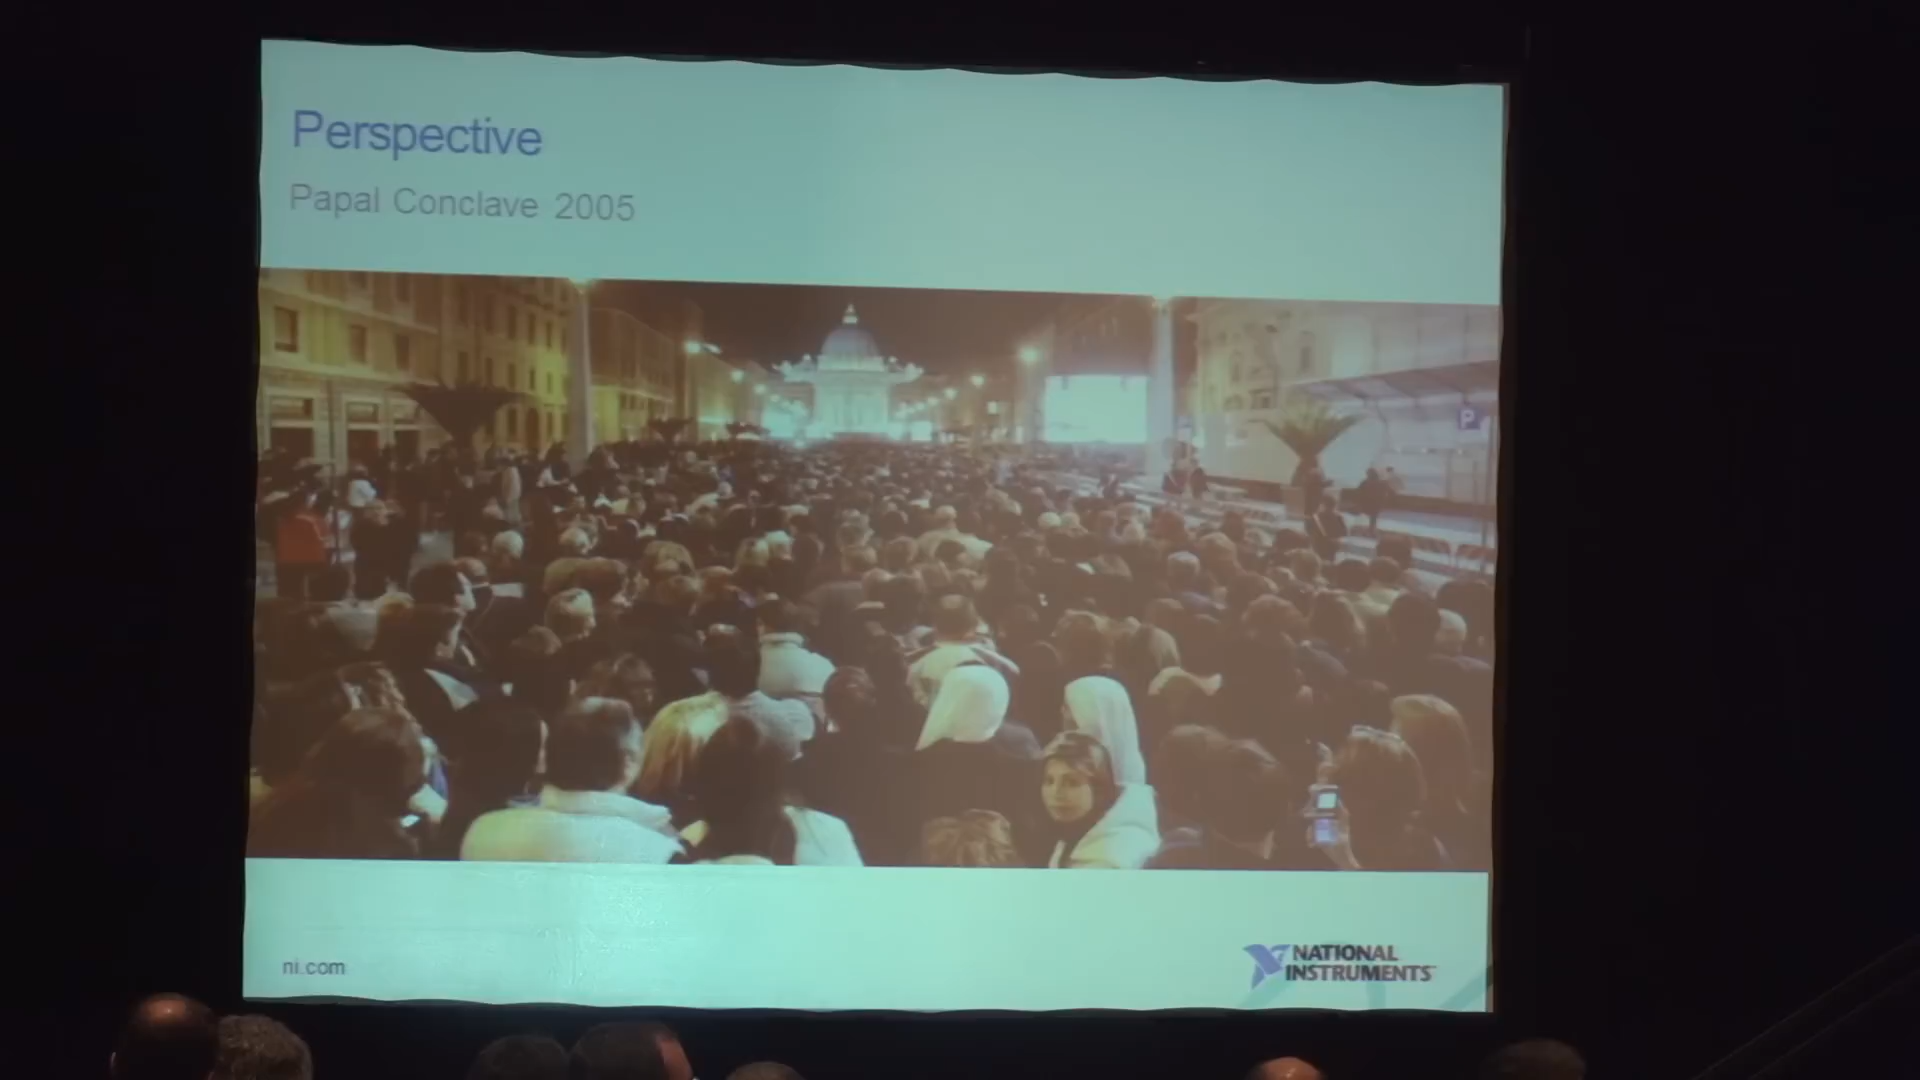 Perspective
Papal Conclave 2005
P
ni.com
NATIONAL
INSTRUMENTS